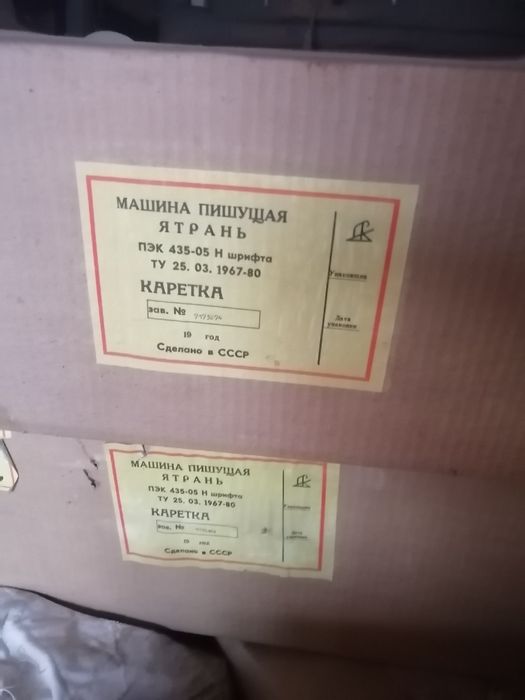 МАШИНА ПИШУЩАЯ
ЯТРАНЬ
ПЭК 435-05 Н шрифта
ТУ 25. 03. 1967-80
КАРЕТКА
зав. №
19 год
Сделано в СССР
Упаковщик
Дата
упаковки
МАШИНА ПИШУЩАЯ
ЯТРАНЬ
ПЭК 435-05 Н шрифта
ТУ 25. 03. 1967-80
КАРЕТКА
зав. №
19 год
Сделано в СССР